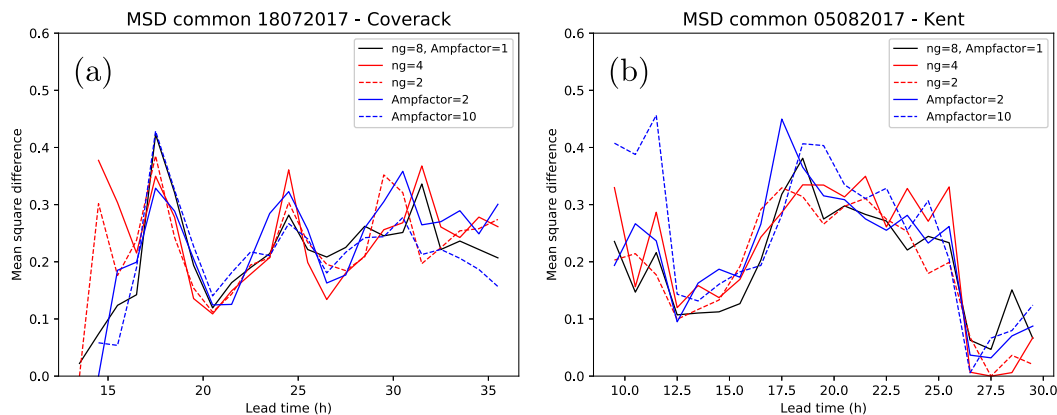 MSD common 18072017 - Coverack
(a)
ng=8, Ampfactor=1
ng=4
ng=2
Ampfactor=2
Ampfactor=10
Mean square difference
0.6
0.5
0.4
0.3
0.2
0.1
0.0
15 20 25 30 35
Lead time (h)
MSD common 05082017 - Kent
(b)
ng=8, Ampfactor=1
ng=4
ng=2
Ampfactor=2
Ampfactor=10
Mean square difference
0.6
0.5
0.4
0.3
0.2
0.1
0.0
10.0 12.5 15.0 17.5 20.0 22.5 25.0 27.5 30.0
Lead time (h)